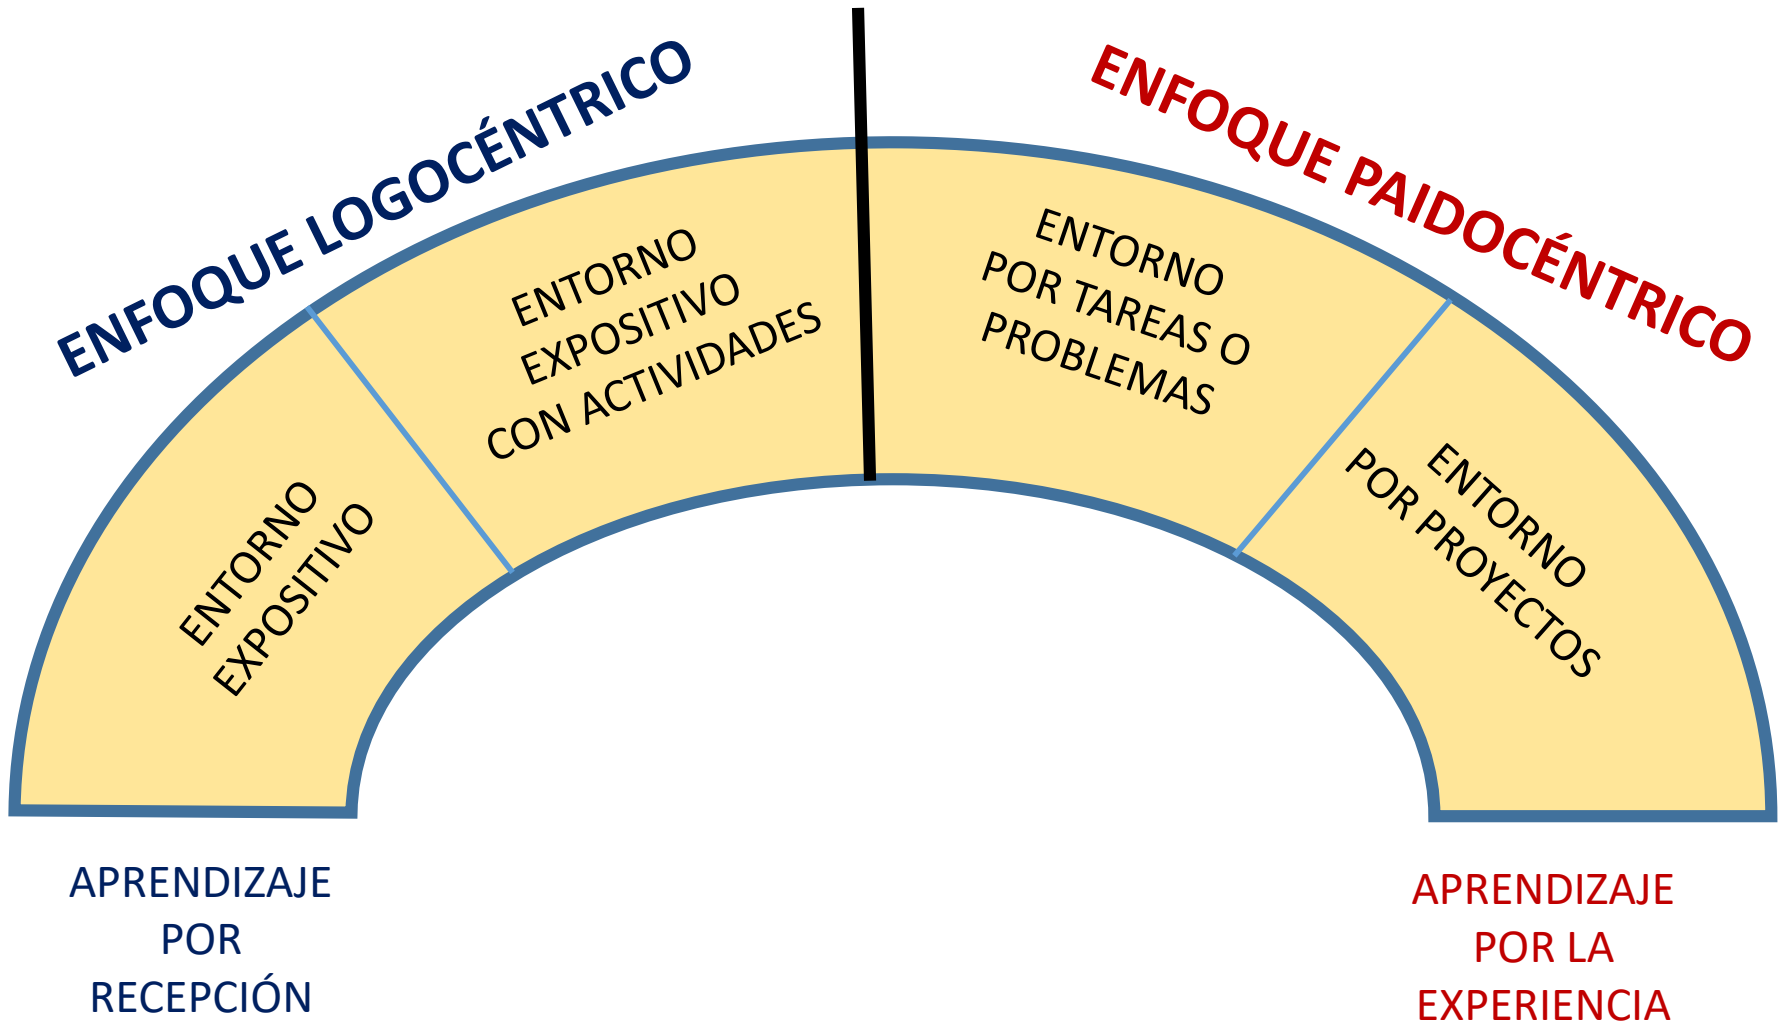 ENFOQUE LOGOCÉNTRICO
ENFOQUE PAIDOCÉNTRICO
ENTORNO
EXPOSITIVO
ENTORNO
EXPOSITIVO
CON ACTIVIDADES
ENTORNO
POR TAREAS O
PROBLEMAS
ENTORNO
POR PROYECTOS
APRENDIZAJE
POR
RECEPCIÓN
APRENDIZAJE
POR LA
EXPERIENCIA